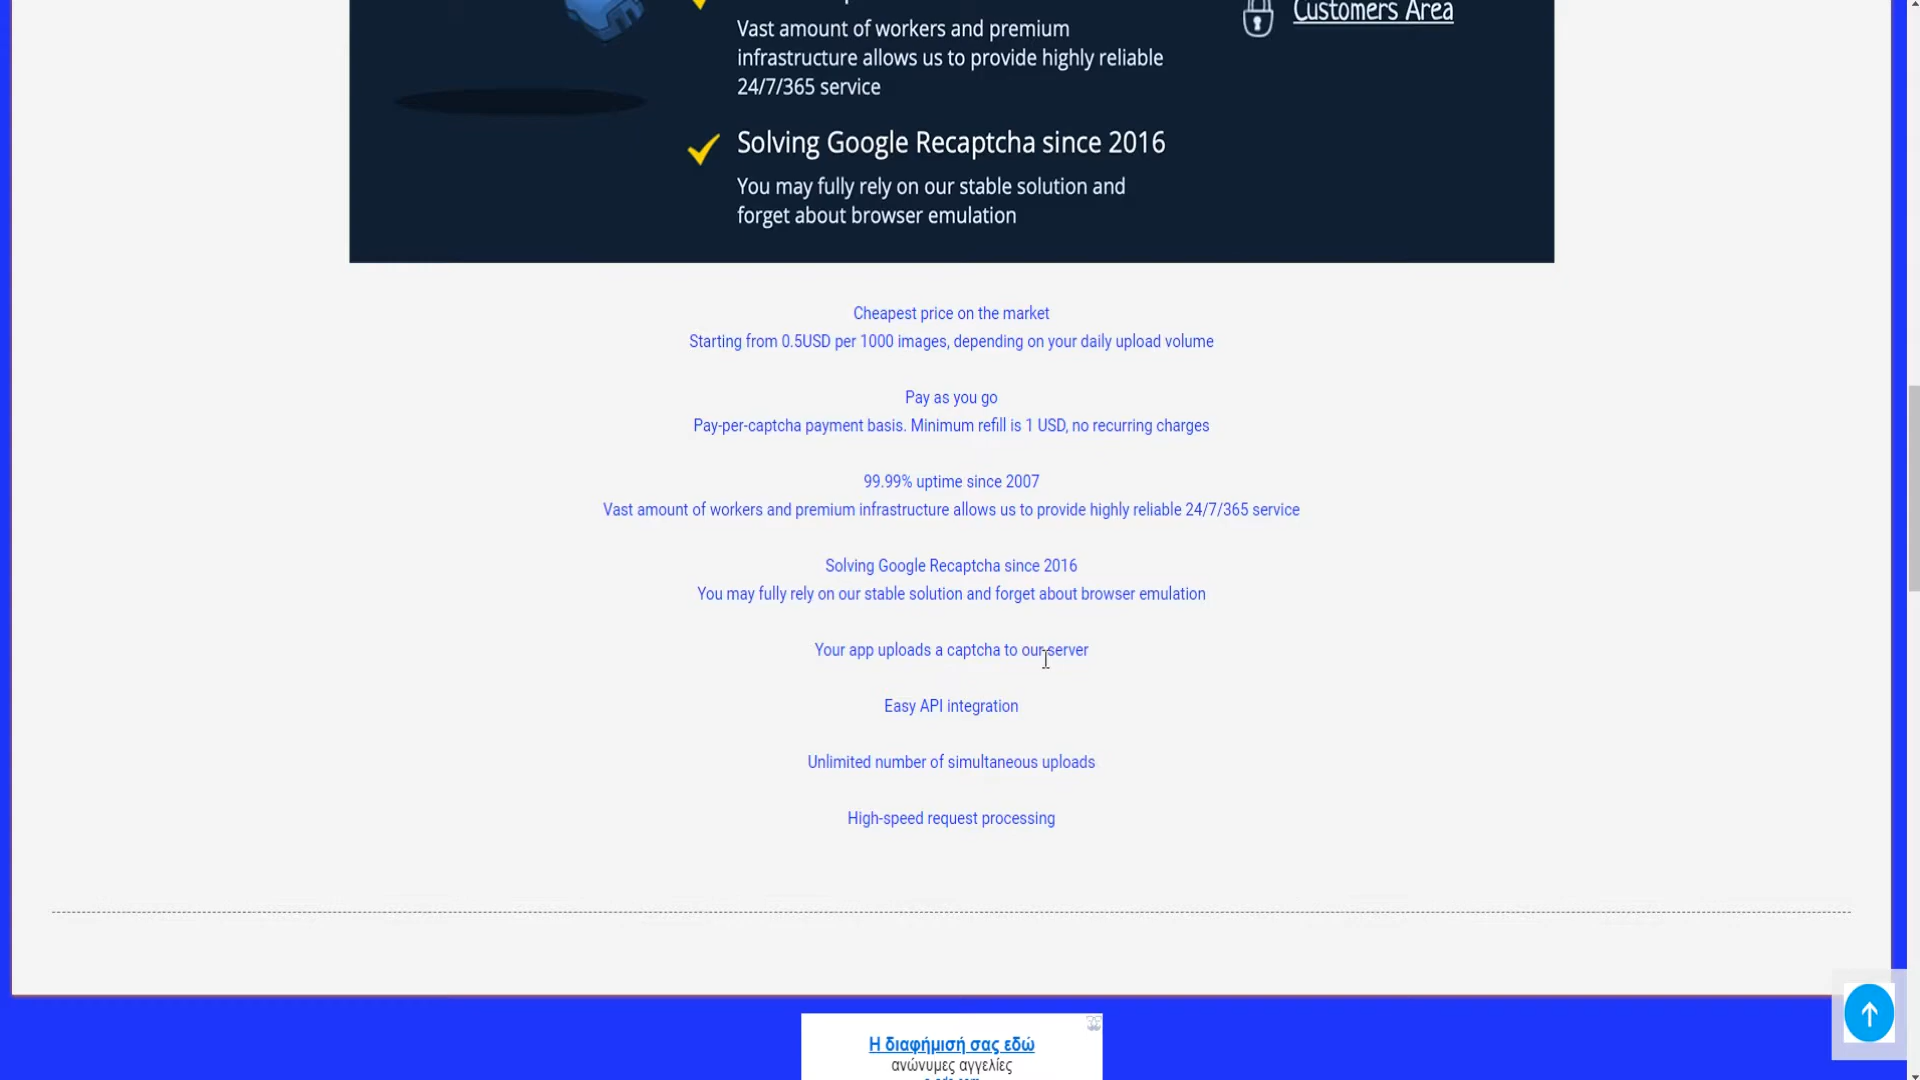 Customers Area
Vast amount of workers and premium
infrastructure allows us to provide highly reliable
24/7/365 service
Solving Google Recaptcha since 2016
You may fully rely on our stable solution and
forget about browser emulation
Cheapest price on the market
Starting from 0.5USD per 1000 images, depending on your daily upload volume
Pay as you go
Pay-per-captcha payment basis. Minimum refill is 1 USD, no recurring charges
99.99% uptime since 2007
Vast amount of workers and premium infrastructure allows us to provide highly reliable 24/7/365 service
Solving Google Recaptcha since 2016
You may fully rely on our stable solution and forget about browser emulation
Your app uploads a captcha to our server
Easy API integration
Unlimited number of simultaneous uploads
High-speed request processing
Η διαφήμισή σας εδώ
ανώνυμες αγγελίες